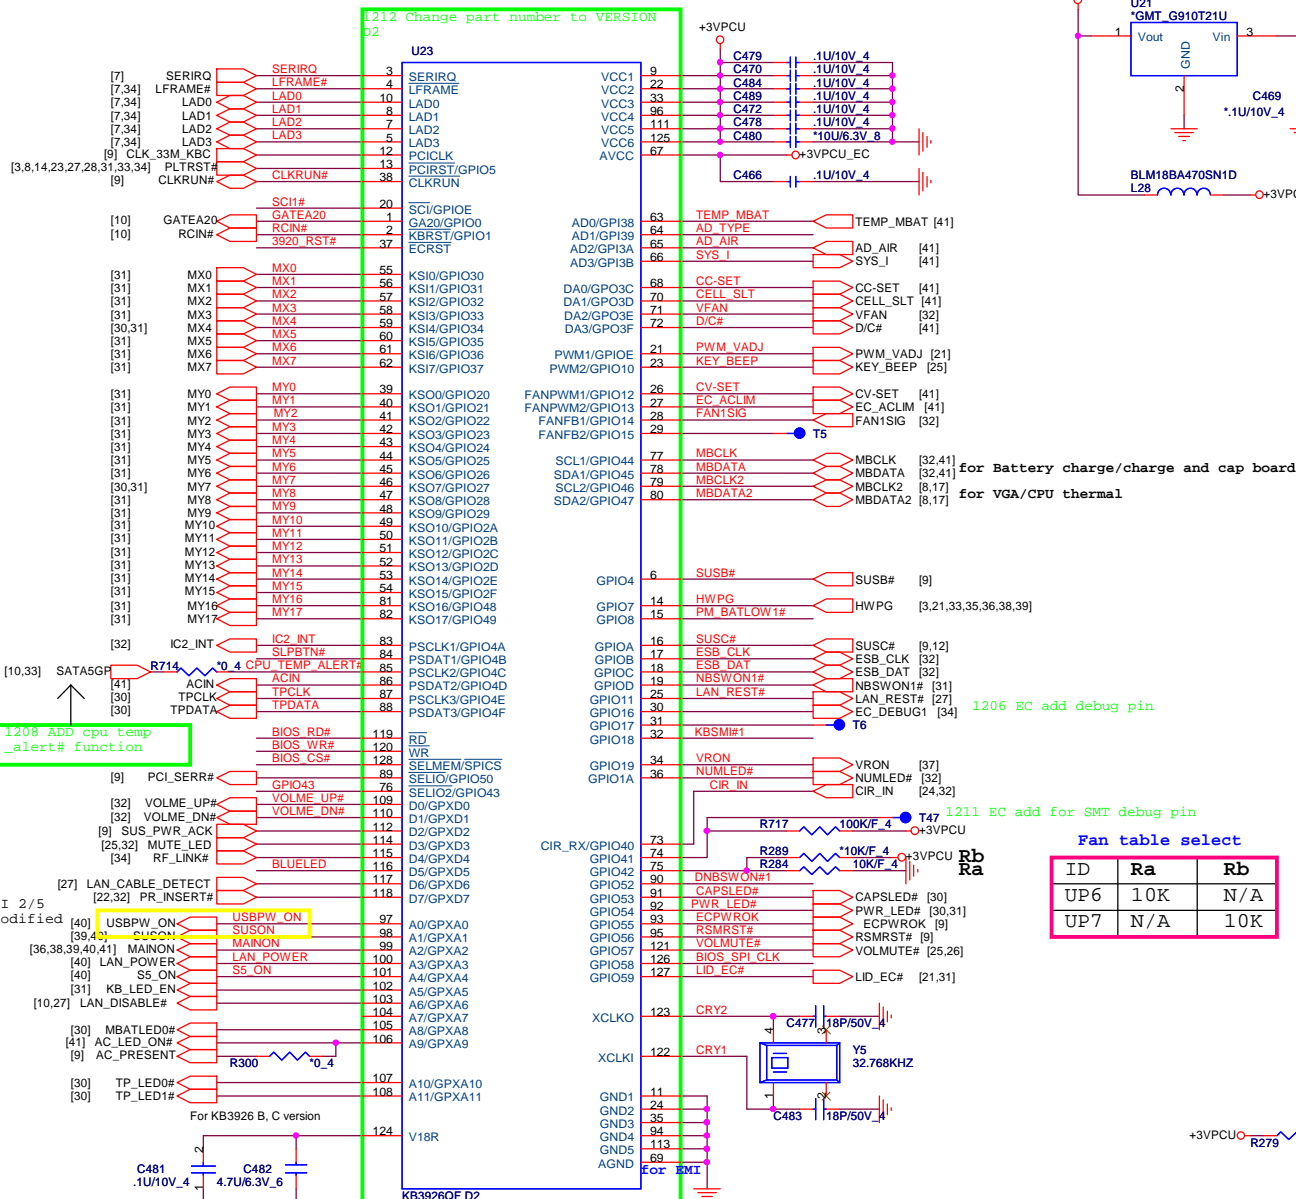 1212 Change part number to VERSION
D2
U23
+3VPCU
U21
*GMT_G910T21U
1 Vout Vin 3
GND
2
C469
*.1U/10V_4
BLM18BA470SN1D
L28
+3VPC
C479 .1U/10V_4
C470 .1U/10V_4
C484 .1U/10V_4
C489 .1U/10V_4
C472 .1U/10V_4
C478 .1U/10V_4
C480 *10U/6.3V_8
+3VPCU_EC
C466 .1U/10V_4
[7] SERIRQ SERIRQ 3 SERIRQ
[7,34] LFRAME# LFRAME# 4 LFRAME
[7,34] LAD0 LAD0 10 LAD0
[7,34] LAD1 LAD1 8 LAD1
[7,34] LAD2 LAD2 7 LAD2
[7,34] LAD3 LAD3 5 LAD3
[9] CLK_33M_KBC 12 PCICLK
[3,8,14,23,27,28,31,33,34] PLTRST# 13 PCIRST/GPIO5
[9] CLKRUN# CLKRUN# 38 CLKRUN
SCI1# 20 SCI/GPIOE
[10] GATEA20 GATEA20 1 GA20/GPIO0
[10] RCIN# RCIN# 2 KBRST/GPIO1
3920_RST# 37 ECRST
[31] MX0 MX0 55 KSI0/GPIO30
[31] MX1 MX1 56 KSI1/GPIO31
[31] MX2 MX2 57 KSI2/GPIO32
[31] MX3 MX3 58 KSI3/GPIO33
[30,31] MX4 MX4 59 KSI4/GPIO34
[31] MX5 MX5 60 KSI5/GPIO35
[31] MX6 MX6 61 KSI6/GPIO36
[31] MX7 MX7 62 KSI7/GPIO37
[31] MY0 MY0 39 KSO0/GPIO20
[31] MY1 MY1 40 KSO1/GPIO21
[31] MY2 MY2 41 KSO2/GPIO22
[31] MY3 MY3 42 KSO3/GPIO23
[31] MY4 MY4 43 KSO4/GPIO24
[31] MY5 MY5 44 KSO5/GPIO25
[31] MY6 MY6 45 KSO6/GPIO26
[30,31] MY7 MY7 46 KSO7/GPIO27
[31] MY8 MY8 47 KSO8/GPIO28
[31] MY9 MY9 48 KSO9/GPIO29
[31] MY10 MY10 49 KSO10/GPIO2A
[31] MY11 MY11 50 KSO11/GPIO2B
[31] MY12 MY12 51 KSO12/GPIO2C
[31] MY13 MY13 52 KSO13/GPIO2D
[31] MY14 MY14 53 KSO14/GPIO2E
[31] MY15 MY15 54 KSO15/GPIO2F
[31] MY16 MY16 81 KSO16/GPIO48
[31] MY17 MY17 82 KSO17/GPIO49
[32] IC2_INT IC2_INT 83 PSCLK1/GPIO4A
SLPBTN# 84 PSDAT1/GPIO4B
[10,33] SATA5GP R714 *0_4 CPU_TEMP_ALERT# 85 PSCLK2/GPIO4C
[41] ACIN ACIN 86 PSDAT2/GPIO4D
[30] TPCLK TPCLK 87 PSCLK3/GPIO4E
[30] TPDATA TPDATA 88 PSDAT3/GPIO4F
1208 ADD cpu temp
_alert# function
BIOS_RD# 119 RD
BIOS_WR# 120 WR
BIOS_CS# 128 SELMEM/SPICS
[9] PCI_SERR# 89 SELIO/GPIO50
GPIO43 76 SELIO2/GPIO43
[32] VOLME_UP# VOLME_UP# 109 D0/GPXD0
[32] VOLME_DN# VOLME_DN# 110 D1/GPXD1
[9] SUS_PWR_ACK 112 D2/GPXD2
[25,32] MUTE_LED 114 D3/GPXD3
[34] RF_LINK# 115 D4/GPXD4
BLUELED 116 D5/GPXD5
[27] LAN_CABLE_DETECT 117 D6/GPXD6
[22,32] PR_INSERT# 118 D7/GPXD7
I 2/5
odified
[40] USBPW_ON USBPW_ON 97 A0/GPXA0
SUSON SUSON 98 A1/GPXA1
[36,38,39,40,41] MAINON MAINON 99 A2/GPXA2
[40] LAN_POWER LAN_POWER 100 A3/GPXA3
[40] S5_ON S5_ON 101 A4/GPXA4
[31] KB_LED_EN 102 A5/GPXA5
[10,27] LAN_DISABLE# 103 A6/GPXA6
104 A7/GPXA7
[30] MBATLED0# 105 A8/GPXA8
[41] AC_LED_ON# 106 A9/GPXA9
[9] AC_PRESENT R300 *0_4
[30] TP_LED0# 107 A10/GPXA10
[30] TP_LED1# 108 A11/GPXA11
For KB3926 B, C version
124 V18R
2
1
C481
.1U/10V_4
C482
4.7U/6.3V_6
VCC1 9
VCC2 22
VCC3 33
VCC4 96
VCC5 111
VCC6 125
AVCC 67
AD0/GPI38 63 TEMP_MBAT TEMP_MBAT [41]
AD1/GPI39 64 AD_TYPE
AD2/GPI3A 65 AD_AIR AD_AIR [41]
AD3/GPI3B 66 SYS_I SYS_I [41]
DA0/GPO3C 68 CC-SET CC-SET [41]
DA1/GPO3D 70 CELL_SLT CELL_SLT [41]
DA2/GPO3E 71 VFAN VFAN [32]
DA3/GPO3F 72 D/C# D/C# [41]
PWM1/GPIOE 21 PWM_VADJ PWM_VADJ [21]
PWM2/GPIO10 23 KEY_BEEP KEY_BEEP [25]
FANPWM1/GPIO12 26 CV-SET CV-SET [41]
FANPWM2/GPIO13 27 EC_ACLIM EC_ACLIM [41]
FANFB1/GPIO14 28 FAN1SIG FAN1SIG [32]
FANFB2/GPIO15 29 T5
SCL1/GPIO44 77 MBCLK MBCLK [32,41]
SDA1/GPIO45 78 MBDATA MBDATA [32,41] for Battery charge/charge and cap board
SCL2/GPIO46 79 MBCLK2 MBCLK2 [8,17]
SDA2/GPIO47 80 MBDATA2 MBDATA2 [8,17] for VGA/CPU thermal
GPIO4 6 SUSB# SUSB# [9]
GPIO7 14 HWPG HWPG [3,21,33,35,36,38,39]
GPIO8 15 PM_BATLOW1#
GPIOA 16 SUSC# SUSC# [9,12]
GPIOB 17 ESB_CLK ESB_CLK [32]
GPIOC 18 ESB_DAT ESB_DAT [32]
GPIOD 19 NBSWON1# NBSWON1# [31]
GPIO11 25 LAN_REST# LAN_REST# [27]
GPIO16 30 EC_DEBUG1 [34] 1206 EC add debug pin
GPIO17 31 T6
GPIO18 32 KBSMI#1
GPIO19 34 VRON VRON [37]
GPIO1A 36 NUMLED# NUMLED# [32]
CIR_IN CIR_IN [24,32]
T47 1211 EC add for SMT debug pin
R717 100K/F_4 +3VPCU
CIR_RX/GPIO40 73
GPIO41 74
GPIO42 75
R289 *10K/F_4 +3VPCU Rb
R284 10K/F_4 Ra
GPIO52 90 DNBSWON#1
GPIO53 91 CAPSLED# CAPSLED# [30]
GPIO54 92 PWR_LED# PWR_LED# [30,31]
GPIO55 93 ECPWROK ECPWROK [9]
GPIO56 95 RSMRST# RSMRST# [9]
GPIO57 121 VOLMUTE# VOLMUTE# [25,26]
GPIO58 126 BIOS_SPI_CLK
GPIO59 127 LID_EC# LID_EC# [21,31]
Fan table select
ID Ra Rb
UP6 10K N/A
UP7 N/A 10K
XCLKO 123 CRY2
C477 18P/50V_4
4 3
Y5
32.768KHZ
XCLKI 122 CRY1
1 2
C483 18P/50V_4
GND1 11
GND2 24
GND3 35
GND4 94
GND5 113
AGND 69
for EMI
KB3926QF D2
+3VPCU
R279